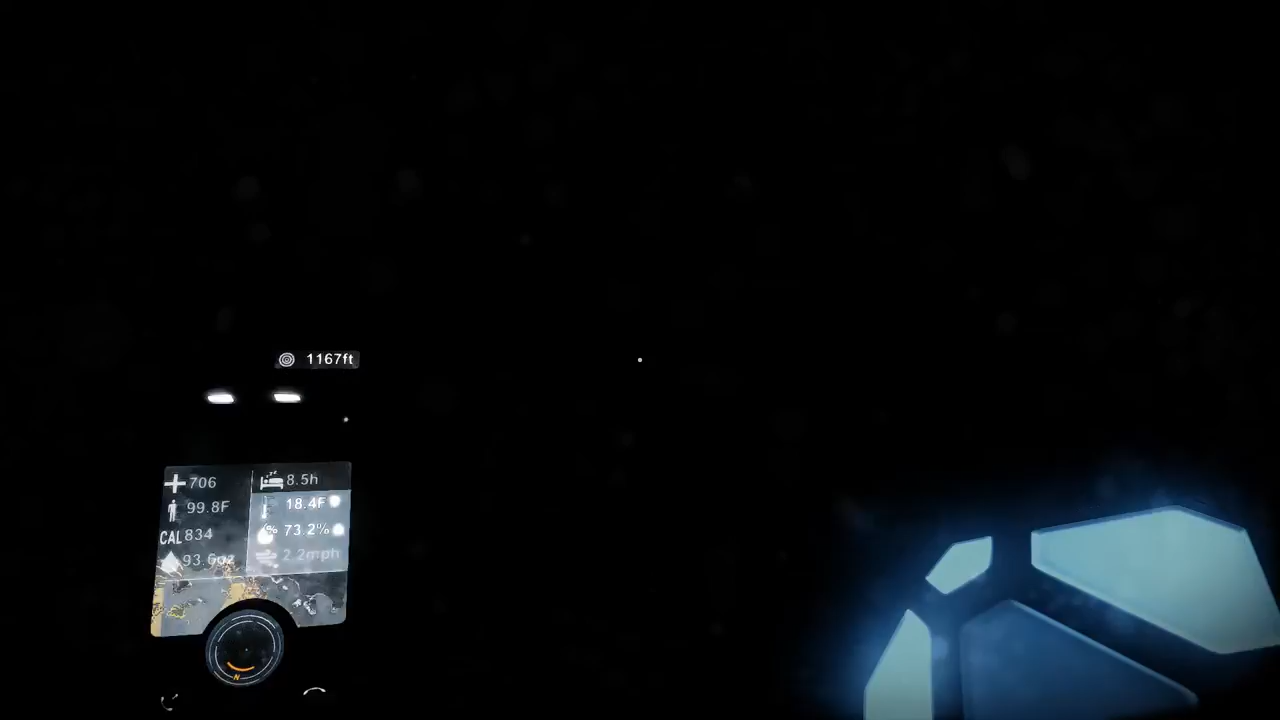 1167ft
706
8.5h
99.8F
18.4F
CAL 834
% 73.2%
93.6oz
2.2mph
N